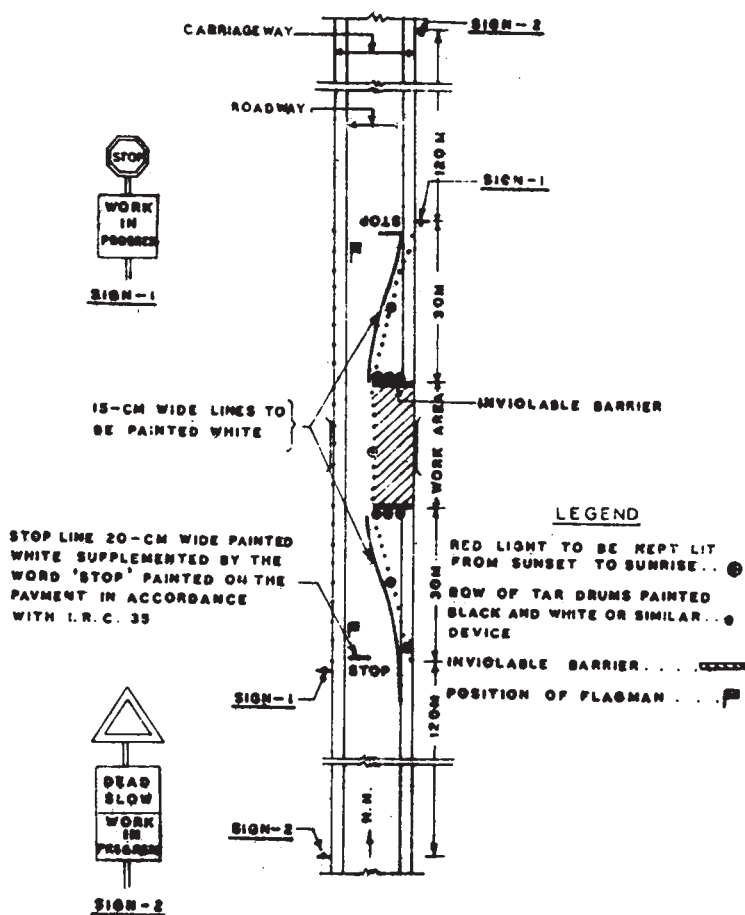 CARRIAGEWAY
SIGN-2
ROADWAY
120 M
STOP
WORK
IN
PROGRESS
SIGN-1
SIGN-1
STOP
30M
15-CM WIDE LINES TO
BE PAINTED WHITE
INVIOLABLE BARRIER
WORK AREA
STOP LINE 20-CM WIDE PAINTED
WHITE SUPPLEMENTED BY THE
WORD 'STOP' PAINTED ON THE
PAVMENT IN ACCORDANCE
WITH I.R.C. 35
LEGEND
RED LIGHT TO BE KEPT LIT
FROM SUNSET TO SUNRISE..
ROW OF TAR DRUMS PAINTED
BLACK AND WHITE OR SIMILAR..
DEVICE
INVIOLABLE BARRIER....
POSITION OF FLAGMAN...
30M
STOP
SIGN-1
120M
DEAD
SLOW
WORK
IN
PROGRESS
SIGN-2
SIGN-2
N.H.